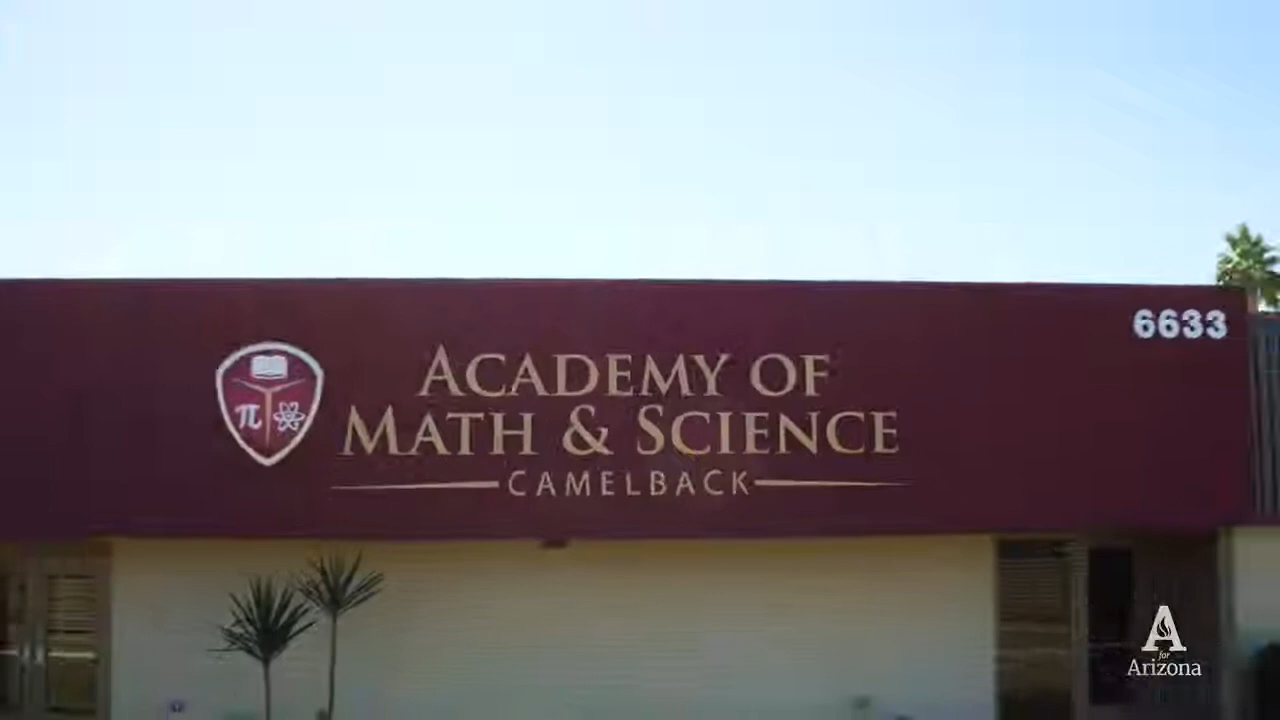 6633
π
ACADEMY OF
MATH & SCIENCE
CAMELBACK
A
for
Arizona